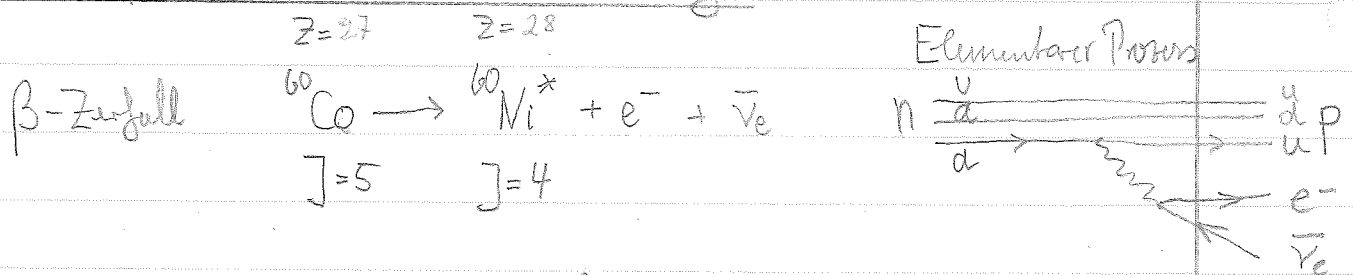 Z=27 Z=28
Elementarer Prozess
β-Zerfall ⁶⁰Co → ⁶⁰Ni* + e⁻ + ν̄ₑ
J=5 J=4
n u d d
u d u p
e⁻
ν̄ₑ